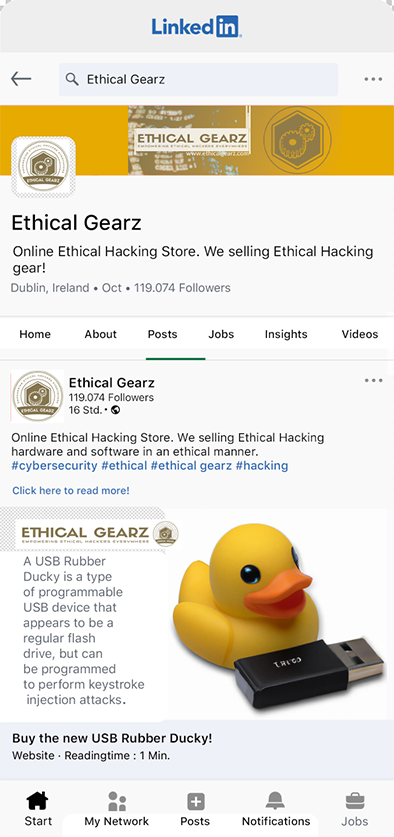 LinkedIn
Ethical Gearz
ETHICAL GEARZ
EMPOWERING ETHICAL HACKERS EVERYWHERE
www.ethicalgearz.com
ETHICAL GEARZ
Ethical Gearz
Online Ethical Hacking Store. We selling Ethical Hacking
gear!
Dublin, Ireland • Oct • 119.074 Followers
Home About Posts Jobs Insights Videos
ETHICAL GEARZ
Ethical Gearz
119.074 Followers
16 Std. •
Online Ethical Hacking Store. We selling Ethical Hacking
hardware and software in an ethical manner.
#cybersecurity #ethical #ethical gearz #hacking
Click here to read more!
ETHICAL GEARZ
EMPOWERING ETHICAL HACKERS EVERYWHERE
A USB Rubber
Ducky is a type
of programmable
USB device that
appears to be a
regular flash
drive, but can
be programmed
to perform keystroke
injection attacks.
Buy the new USB Rubber Ducky!
Website · Readingtime : 1 Min.
Start My Network Posts Notifications Jobs